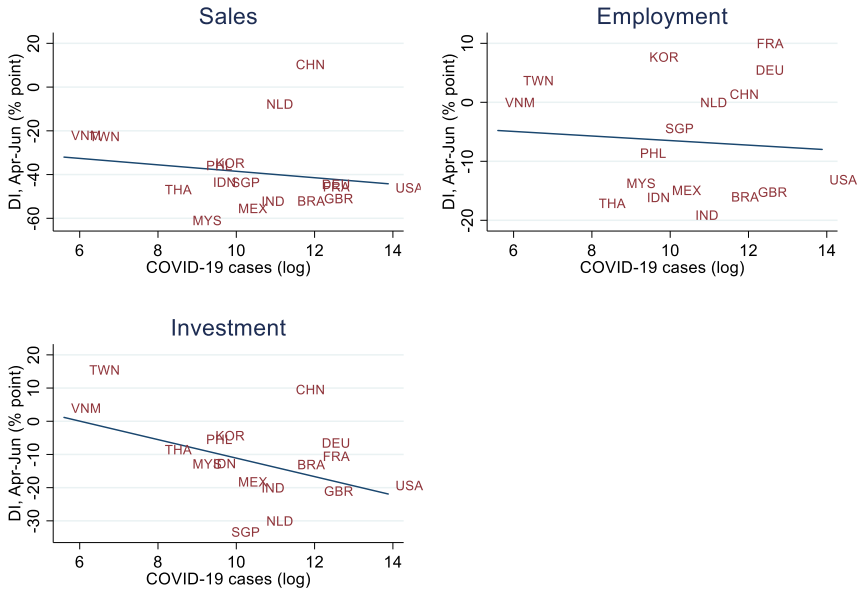 Sales
DI, Apr-Jun (% point)
20
0
-20
-40
-60
CHN
NLD
VNM
TWN
PHL
KOR
IDN
SGP
THA
DEU
FRA
USA
MEX
IND
BRA
GBR
MYS
6
8
10
12
14
COVID-19 cases (log)
Employment
DI, Apr-Jun (% point)
10
0
-10
-20
FRA
KOR
DEU
TWN
CHN
VNM
NLD
SGP
PHL
MYS
USA
MEX
GBR
IDN
BRA
THA
IND
6
8
10
12
14
COVID-19 cases (log)
Investment
DI, Apr-Jun (% point)
20
10
0
-10
-20
-30
TWN
CHN
VNM
PHL
KOR
DEU
THA
FRA
MYS
IDN
BRA
MEX
IND
USA
GBR
NLD
SGP
6
8
10
12
14
COVID-19 cases (log)